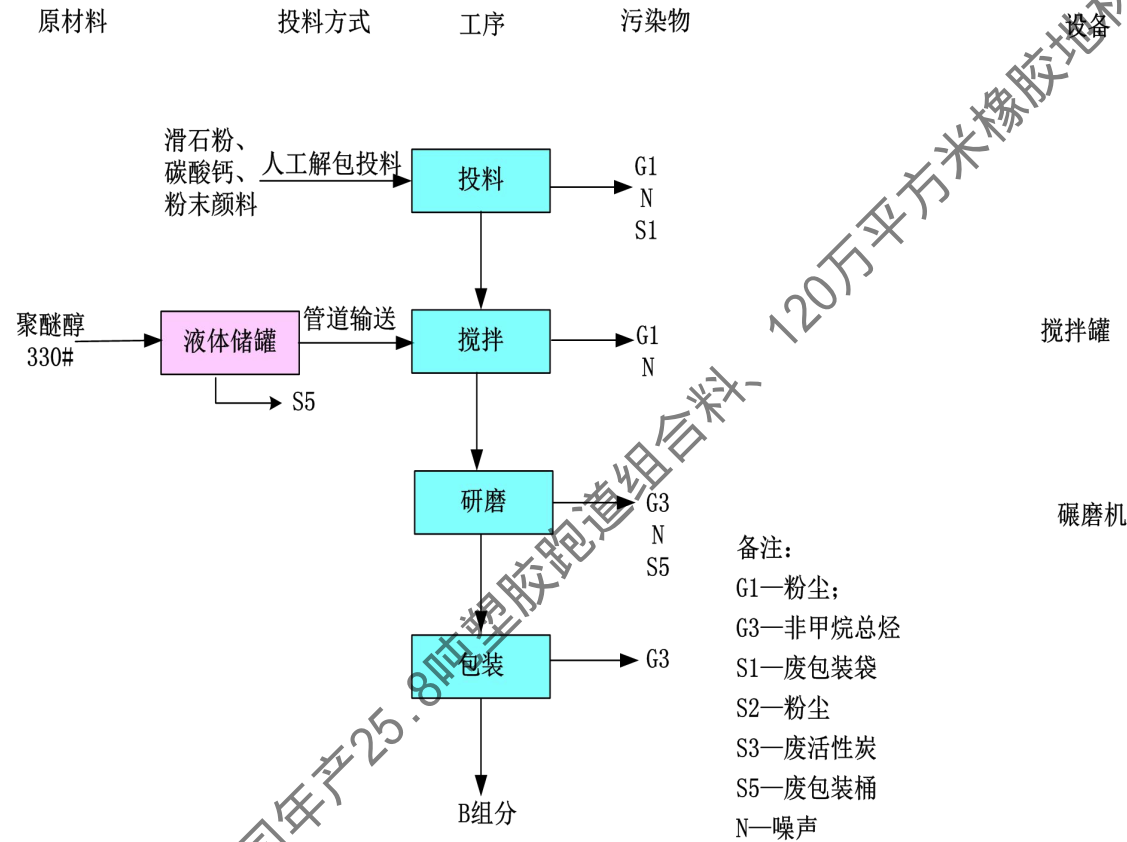 原材料 投料方式 工序 污染物 设备
滑石粉、
碳酸钙、
粉末颜料
人工解包投料
投料
G1
N
S1
聚醚醇
330#
液体储罐
管道输送
搅拌
G1
N
搅拌罐
S5
研磨
G3
N
S5
碾磨机
包装
G3
B组分
备注：
G1—粉尘；
G3—非甲烷总烃
S1—废包装袋
S2—粉尘
S3—废活性炭
S5—废包装桶
N—噪声
年产25.8吨塑胶跑道组合料、120万平方米橡胶地